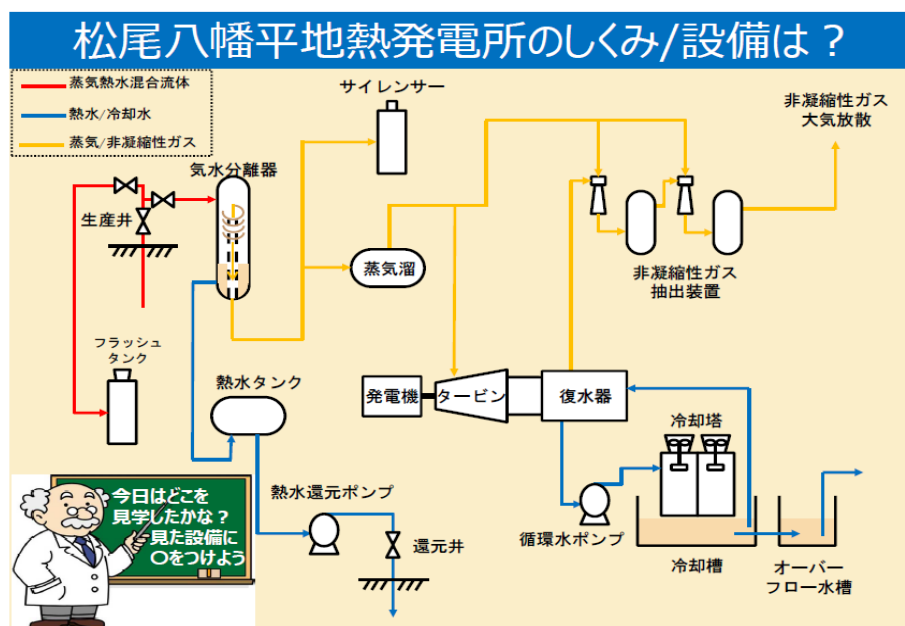 松尾八幡平地熱発電所のしくみ/設備は？
蒸気熱水混合流体
熱水/冷却水
蒸気/非凝縮性ガス
サイレンサー
非凝縮性ガス
大気放散
気水分離器
生産井
蒸気溜
非凝縮性ガス
抽出装置
フラッシュ
タンク
熱水タンク
発電機
タービン
復水器
冷却塔
熱水還元ポンプ
還元井
循環水ポンプ
冷却槽
オーバー
フロー水槽
今日はどこを
見学したかな？
見た設備に
〇をつけよう